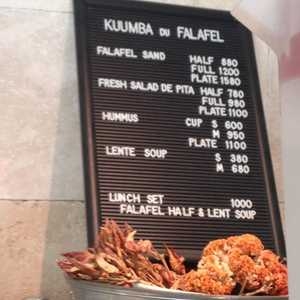 KUUMBA DU FALAFEL
FALAFEL SAND HALF 880
FULL 1200
PLATE 1580
FRESH SALAD DE PITA HALF 780
FULL 980
PLATE 1100
HUMMUS CUP S 600
M 950
PLATE 1100
LENTE SOUP S 380
M 680
LUNCH SET 1000
FALAFEL HALF & LENT SOUP